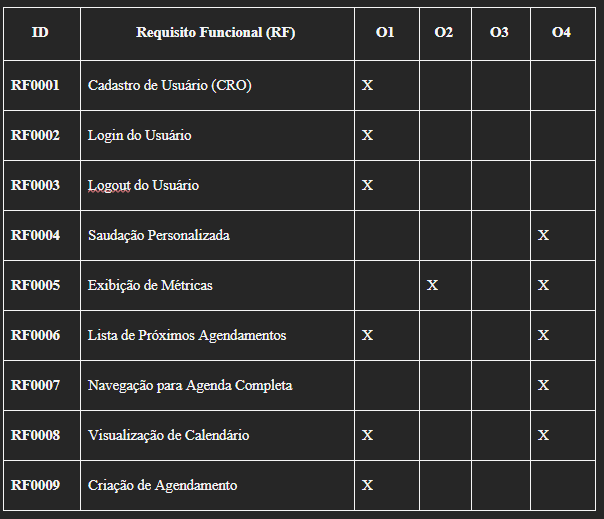 ID Requisito Funcional (RF) O1 O2 O3 O4
RF0001 Cadastro de Usuário (CRO) X
RF0002 Login do Usuário X
RF0003 Logout do Usuário X
RF0004 Saudação Personalizada X
RF0005 Exibição de Métricas X X
RF0006 Lista de Próximos Agendamentos X X
RF0007 Navegação para Agenda Completa X
RF0008 Visualização de Calendário X X
RF0009 Criação de Agendamento X